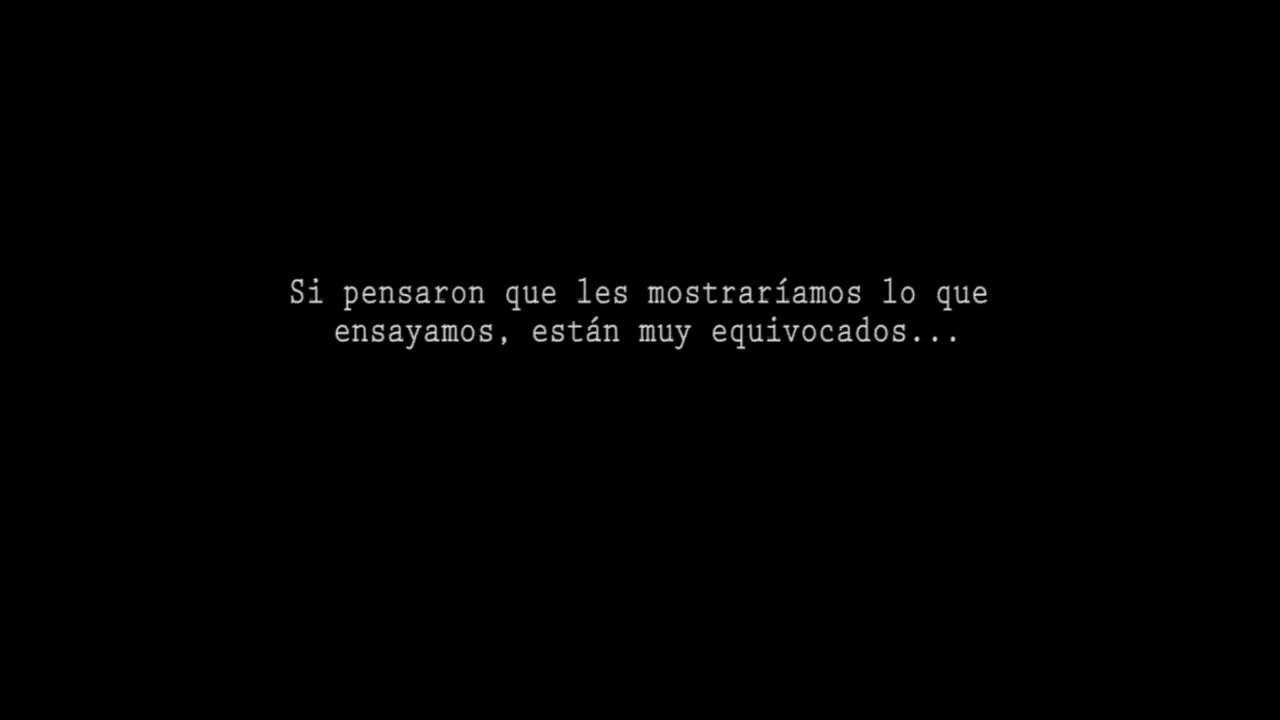 Si pensaron que les mostraríamos lo que
ensayamos, están muy equivocados...